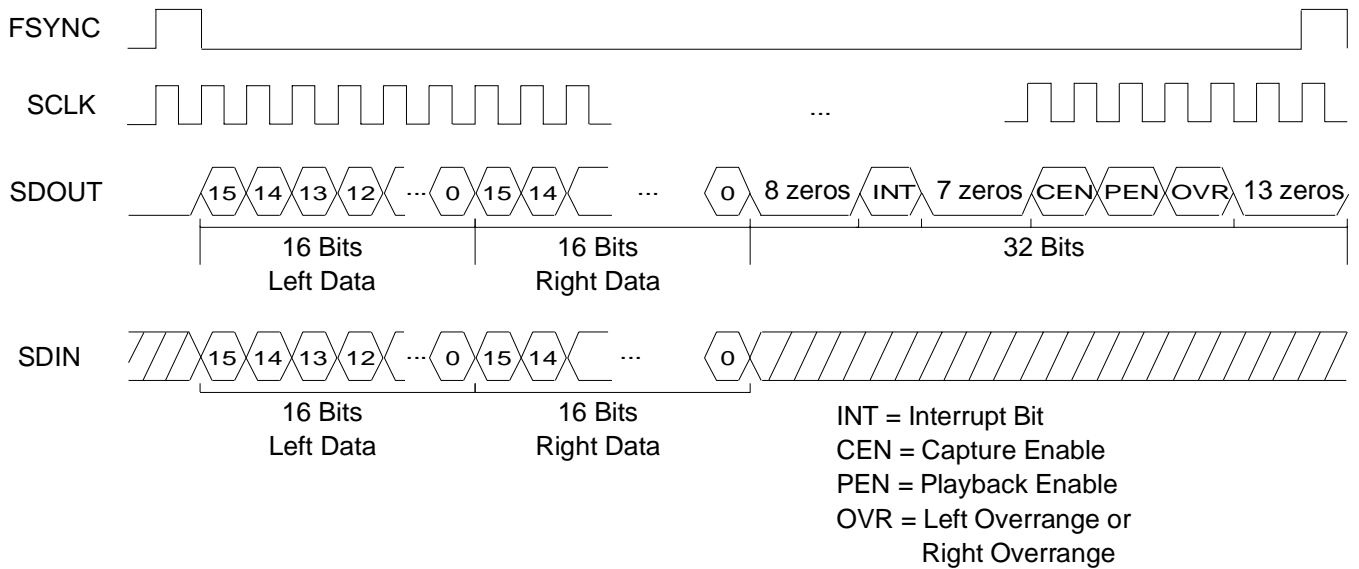 FSYNC
SCLK
...
SDOUT
15 14 13 12 ... 0 15 14 ... 0 8 zeros INT 7 zeros CEN PEN OVR 13 zeros
16 Bits
Left Data
16 Bits
Right Data
32 Bits
SDIN
15 14 13 12 ... 0 15 14 ... 0
16 Bits
Left Data
16 Bits
Right Data
INT = Interrupt Bit
CEN = Capture Enable
PEN = Playback Enable
OVR = Left Overrange or
Right Overrange